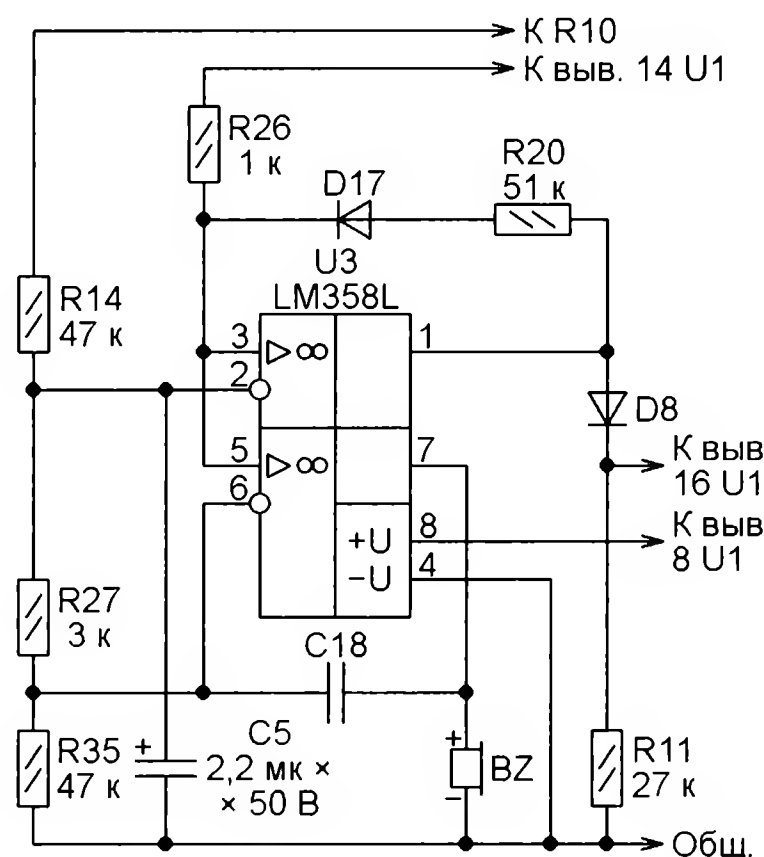 К R10
К выв. 14 U1
R26
1 к
R20
51 к
D17
U3
LM358L
R14
47 к
3
2
1
D8
5
6
7
К выв
16 U1
+U
8
К выв
8 U1
−U
4
R27
3 к
C18
R35
47 к
+
C5
2,2 мк ×
× 50 В
+
−
BZ
R11
27 к
Общ.